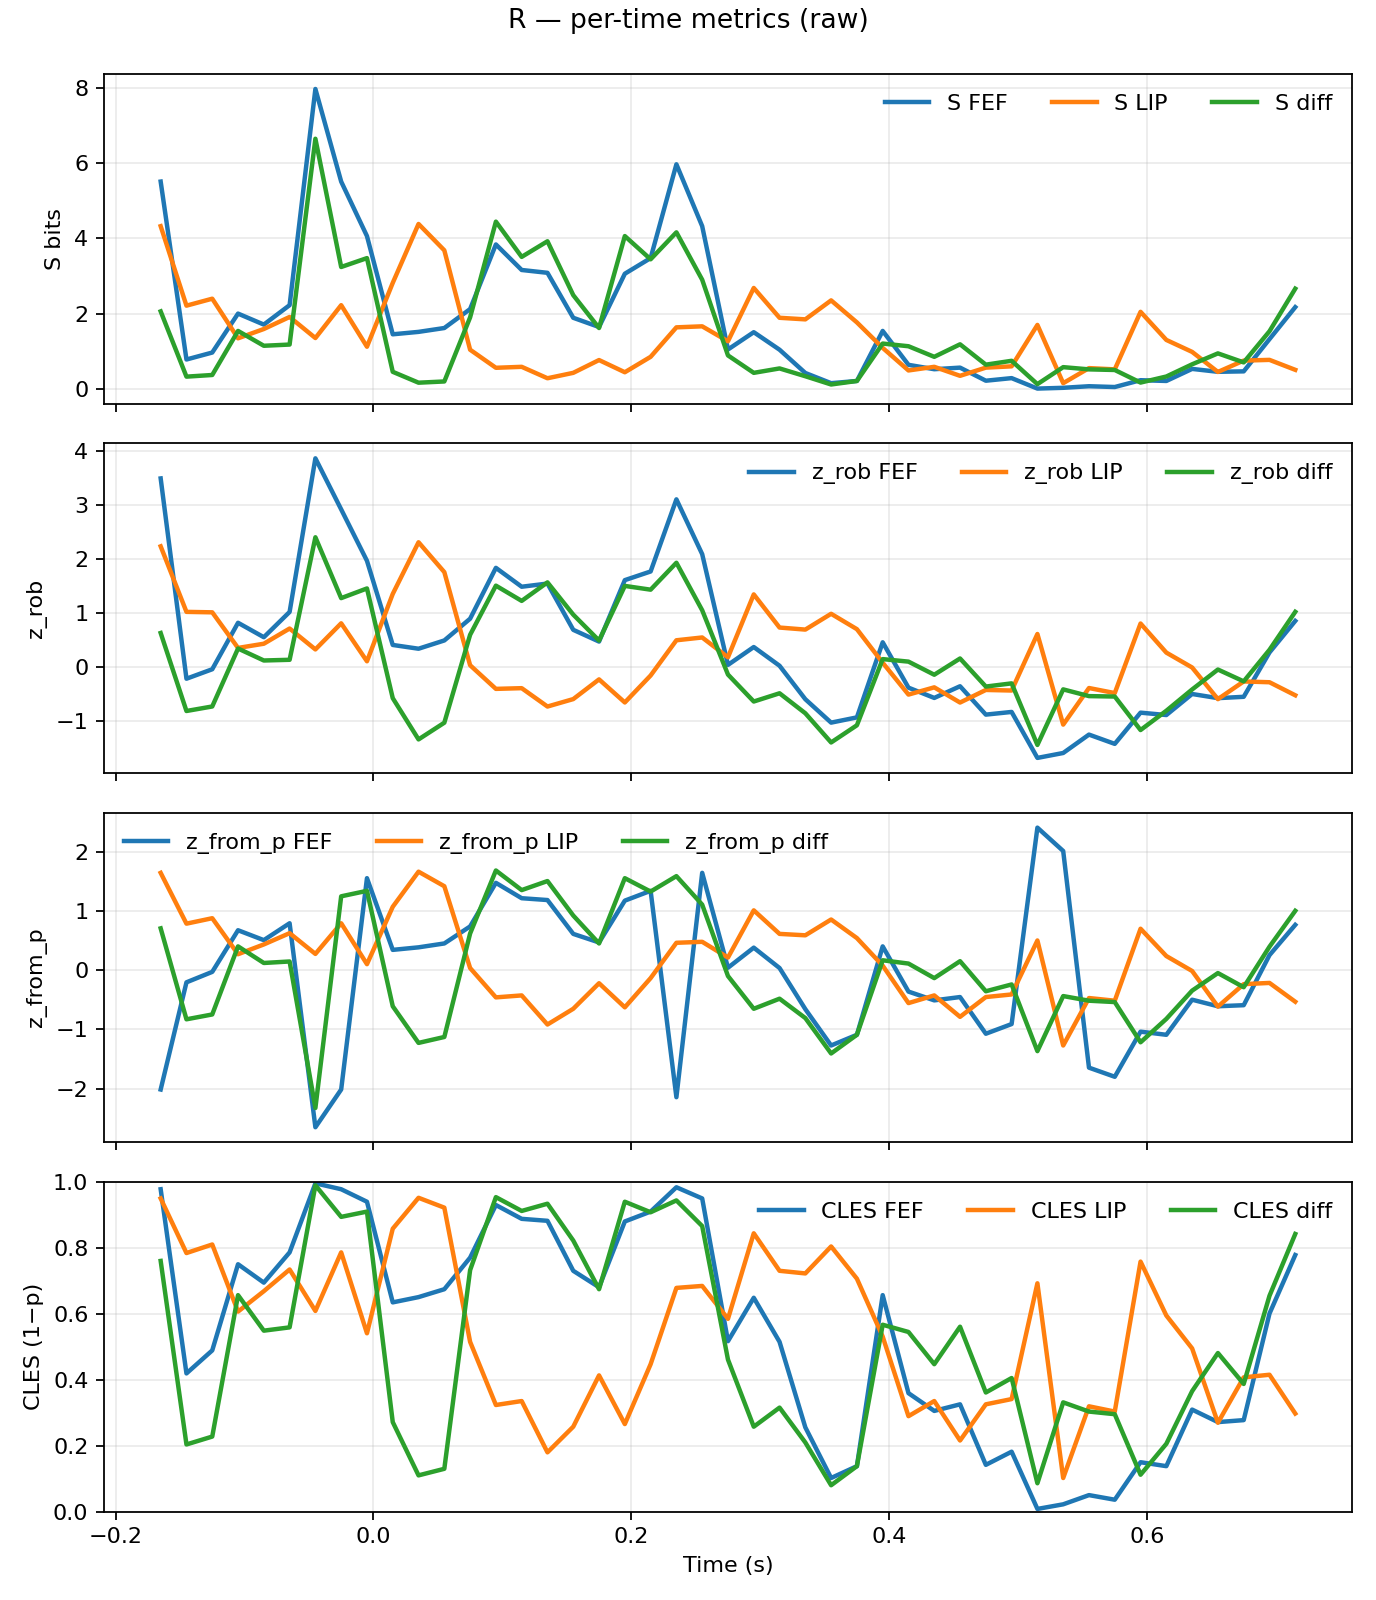 R — per-time metrics (raw)
S FEF S LIP S diff
8
6
4
2
0
S bits
z_rob FEF z_rob LIP z_rob diff
4
3
2
1
0
−1
z_rob
z_from_p FEF z_from_p LIP z_from_p diff
2
1
0
−1
−2
z_from_p
CLES FEF CLES LIP CLES diff
1.0
0.8
0.6
0.4
0.2
0.0
CLES (1−p)
−0.2 0.0 0.2 0.4 0.6
Time (s)